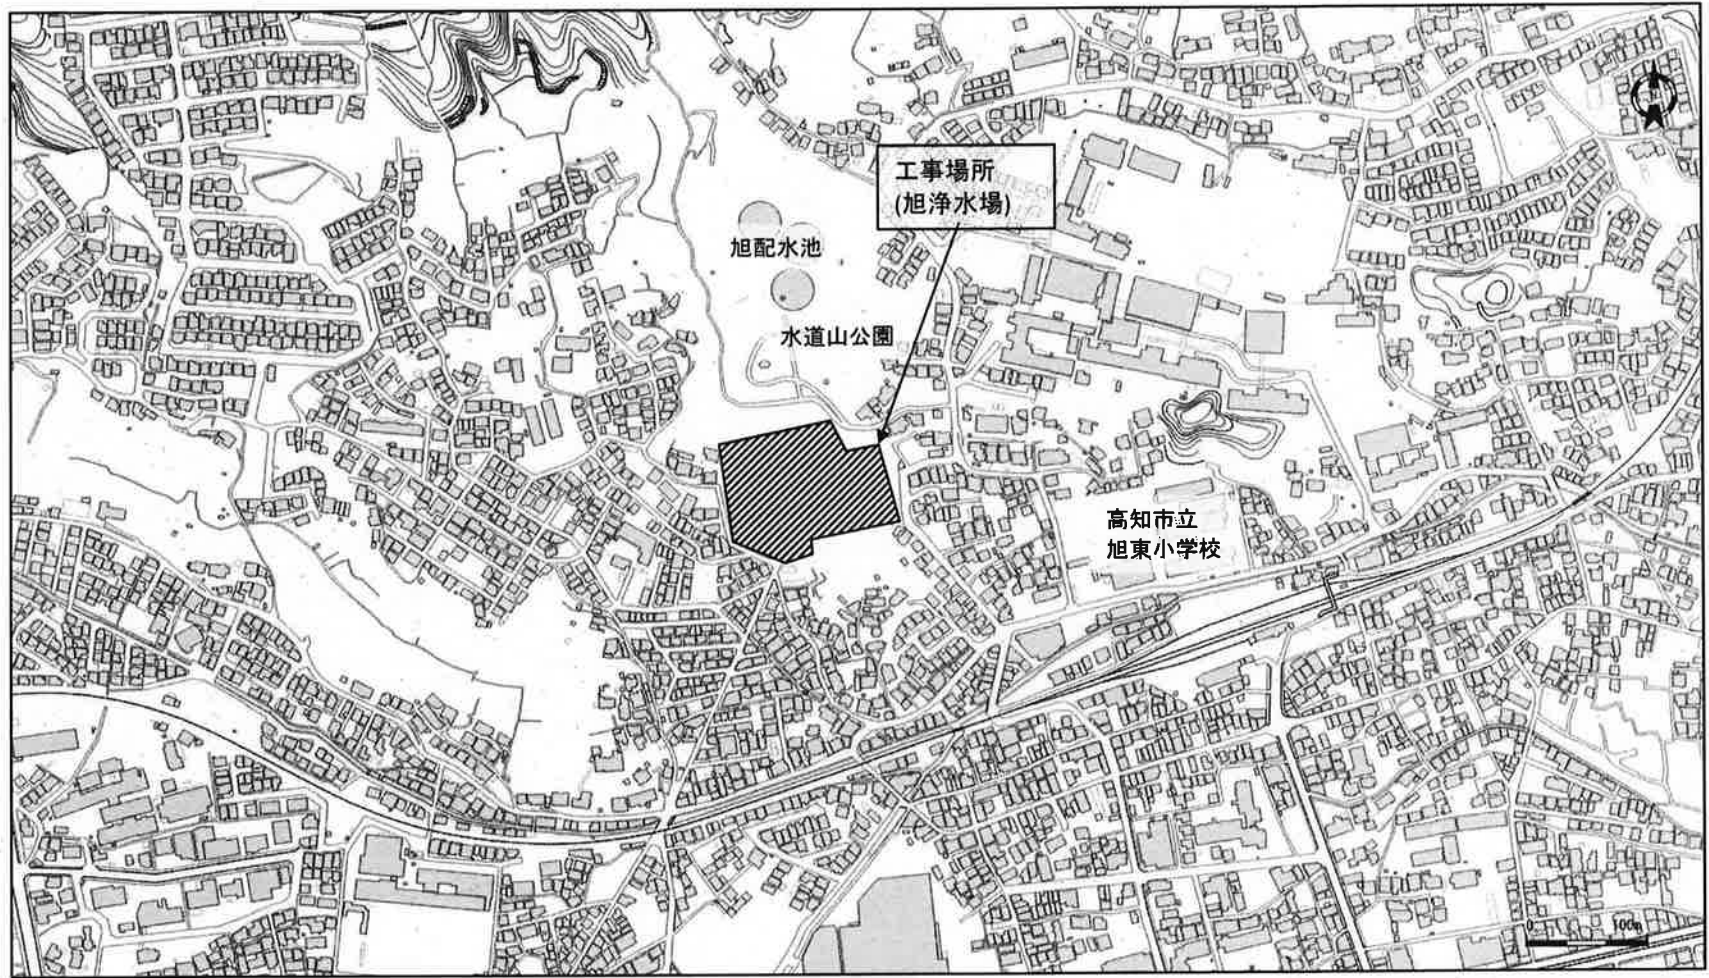 工事場所
(旭浄水場)
旭配水池
水道山公園
高知市立
旭東小学校
0 100m